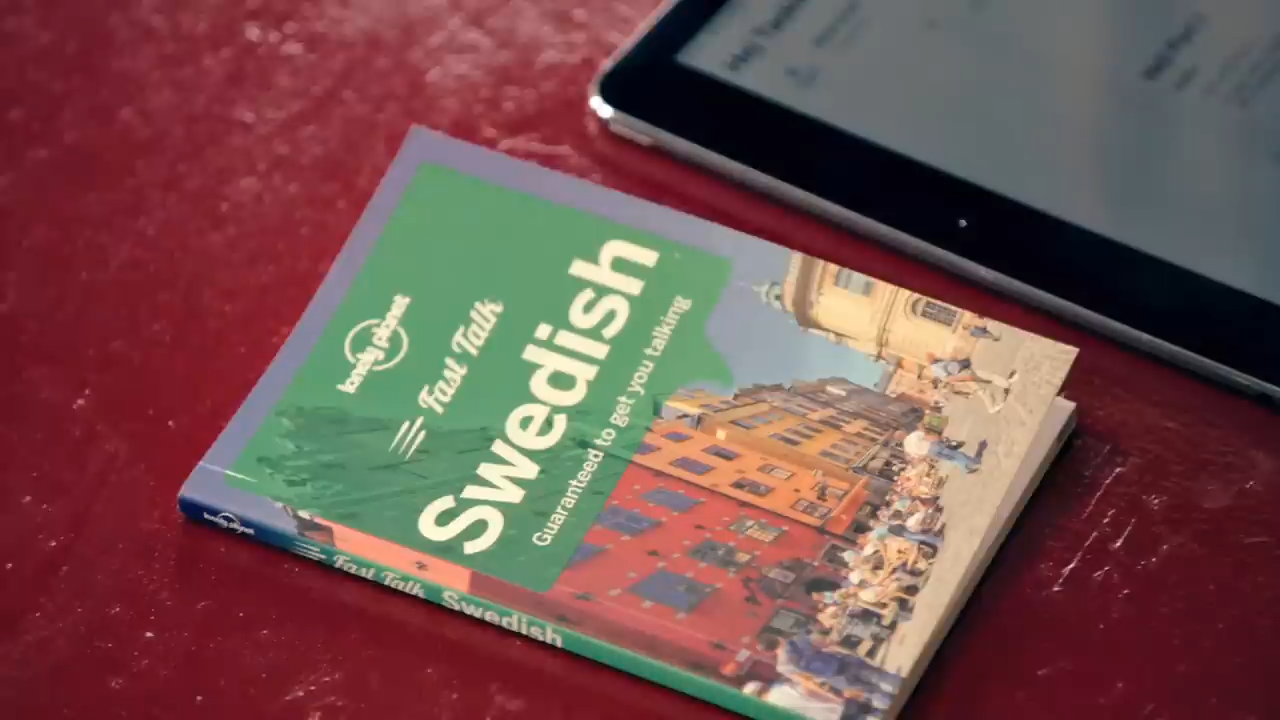 lonely planet
Fast Talk
Swedish
Guaranteed to get you talking
lonely planet
Fast Talk Swedish